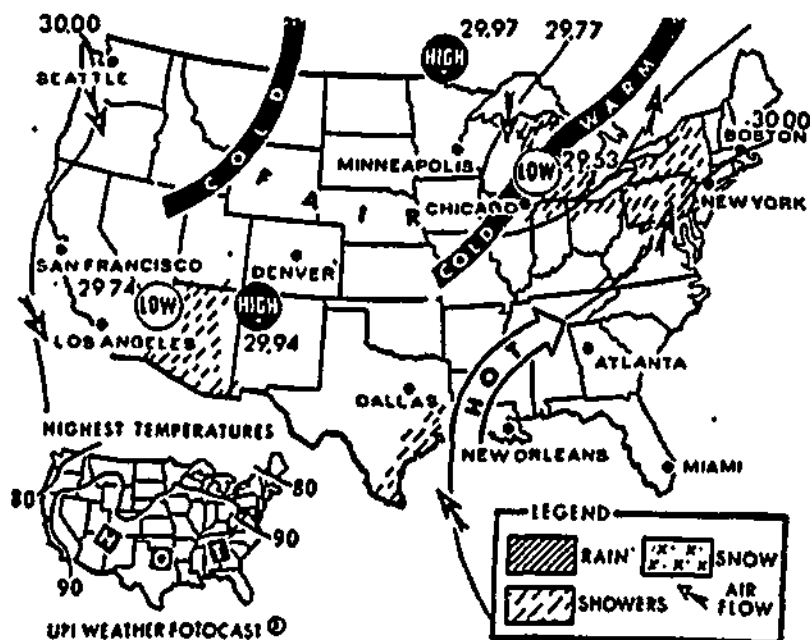 30.00
SEATTLE
COLD
HIGH
29.97
29.77
WARM
30.00
BOSTON
MINNEAPOLIS
LOW
29.53
FAIR
CHICAGO
NEW YORK
COLD
SAN FRANCISCO
DENVER
29.74
LOW
HIGH
LOS ANGELES
29.94
HOT
ATLANTA
DALLAS
NEW ORLEANS
MIAMI
HIGHEST TEMPERATURES
80
80
90
90
H
O
T
LEGEND
RAIN
SNOW
SHOWERS
AIR
FLOW
UPI WEATHER FOTOCAST ®